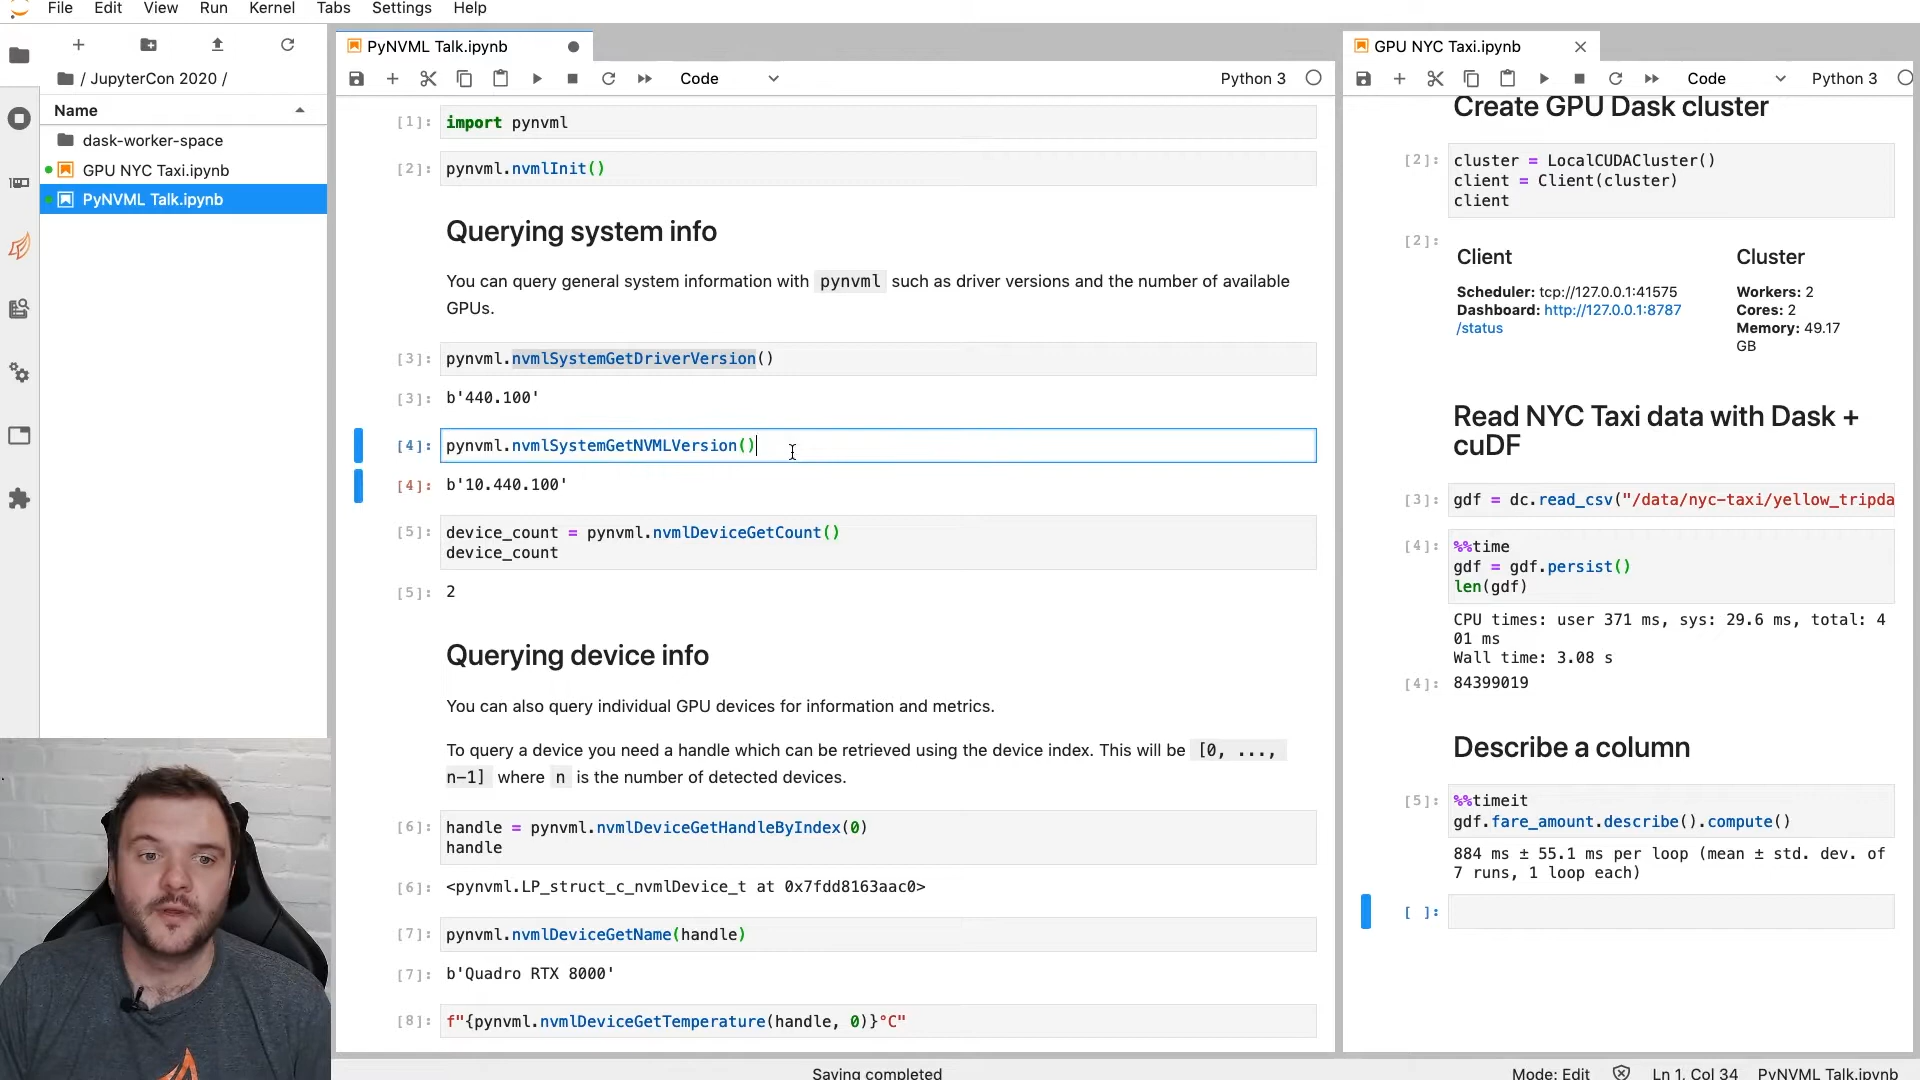 File Edit View Run Kernel Tabs Settings Help
/ JupyterCon 2020 /
Name
dask-worker-space
GPU NYC Taxi.ipynb
PyNVML Talk.ipynb
PyNVML Talk.ipynb
Code
Python 3
[1]: import pynvml
[2]: pynvml.nvmlInit()
Querying system info
You can query general system information with pynvml such as driver versions and the number of available
GPUs.
[3]: pynvml.nvmlSystemGetDriverVersion()
[3]: b'440.100'
[4]: pynvml.nvmlSystemGetNVMLVersion()
[4]: b'10.440.100'
[5]: device_count = pynvml.nvmlDeviceGetCount()
device_count
[5]: 2
Querying device info
You can also query individual GPU devices for information and metrics.
To query a device you need a handle which can be retrieved using the device index. This will be [0, ...,
n-1] where n is the number of detected devices.
[6]: handle = pynvml.nvmlDeviceGetHandleByIndex(0)
handle
[6]: <pynvml.LP_struct_c_nvmlDevice_t at 0x7fdd8163aac0>
[7]: pynvml.nvmlDeviceGetName(handle)
[7]: b'Quadro RTX 8000'
[8]: f"{pynvml.nvmlDeviceGetTemperature(handle, 0)}°C"
GPU NYC Taxi.ipynb
Code
Python 3
Create GPU Dask cluster
[2]: cluster = LocalCUDACluster()
client = Client(cluster)
client
[2]:
Client
Scheduler: tcp://127.0.0.1:41575
Dashboard: http://127.0.0.1:8787
/status
Cluster
Workers: 2
Cores: 2
Memory: 49.17
GB
Read NYC Taxi data with Dask +
cuDF
[3]: gdf = dc.read_csv("/data/nyc-taxi/yellow_tripda
[4]: %%time
gdf = gdf.persist()
len(gdf)
CPU times: user 371 ms, sys: 29.6 ms, total: 4
01 ms
Wall time: 3.08 s
[4]: 84399019
Describe a column
[5]: %%timeit
gdf.fare_amount.describe().compute()
884 ms ± 55.1 ms per loop (mean ± std. dev. of
7 runs, 1 loop each)
[ ]:
Saving completed
Mode: Edit
Ln 1, Col 34
PyNVML Talk.ipynb